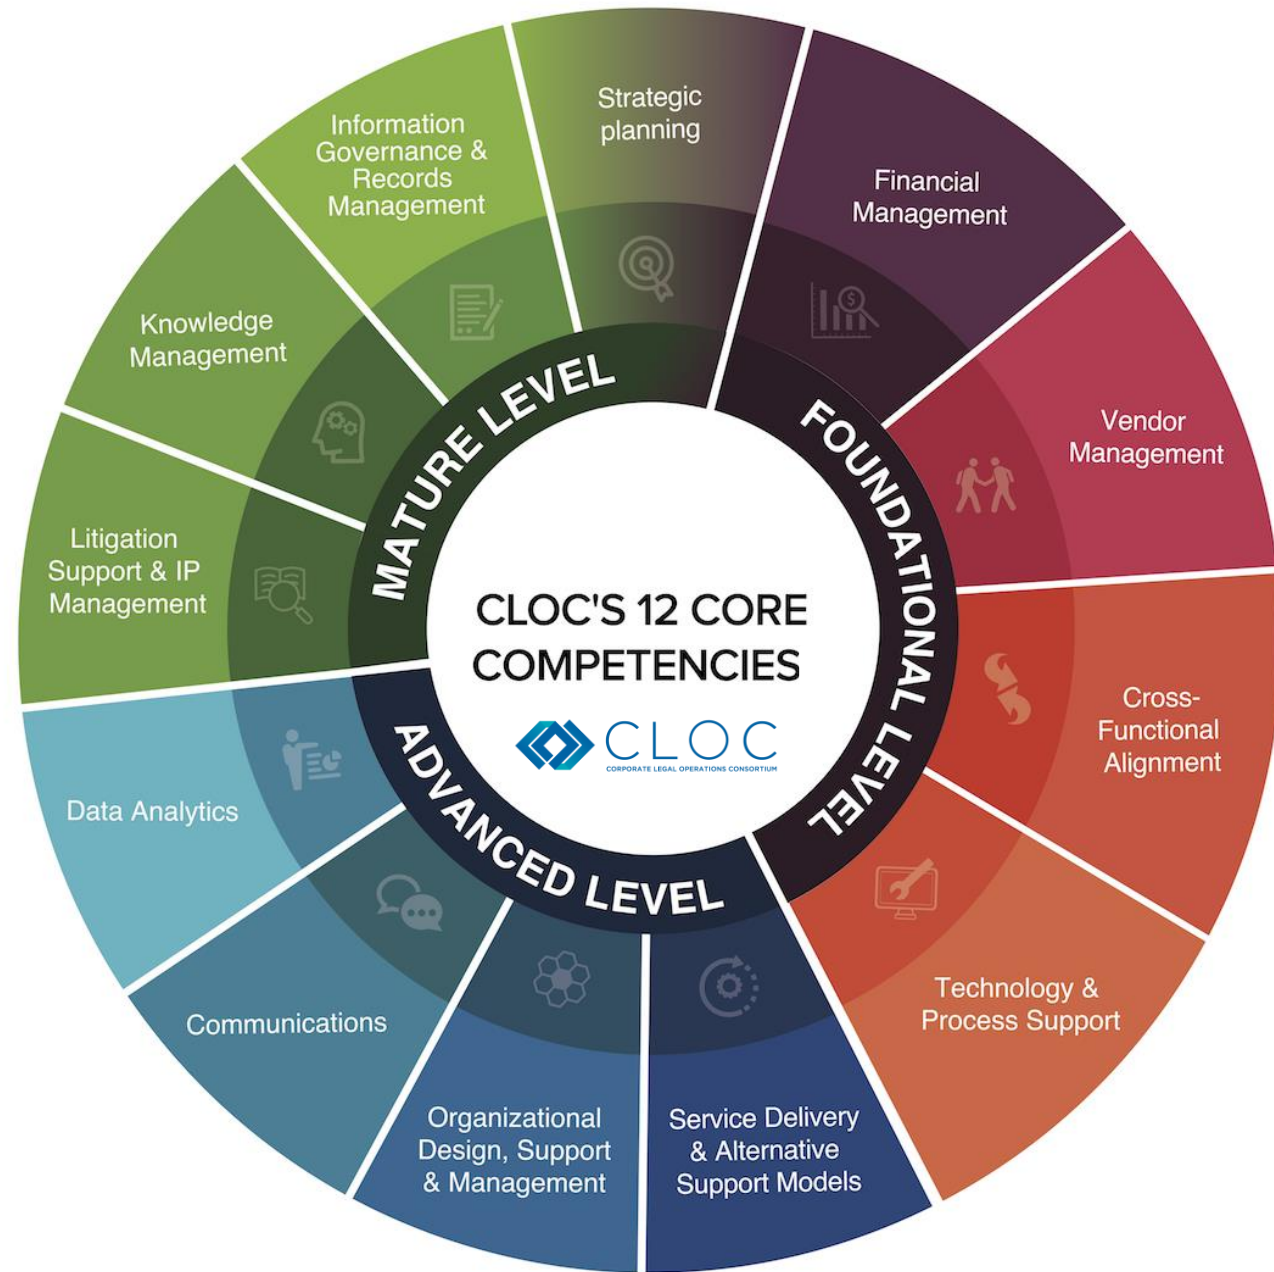 Strategic
planning
Financial
Management
Vendor
Management
Cross-
Functional
Alignment
Technology &
Process Support
Service Delivery
& Alternative
Support Models
Organizational
Design, Support
& Management
Communications
Data Analytics
Litigation
Support & IP
Management
Knowledge
Management
Information
Governance &
Records
Management
MATURE LEVEL
FOUNDATIONAL LEVEL
ADVANCED LEVEL
CLOC'S 12 CORE
COMPETENCIES
CLOC
CORPORATE LEGAL OPERATIONS CONSORTIUM